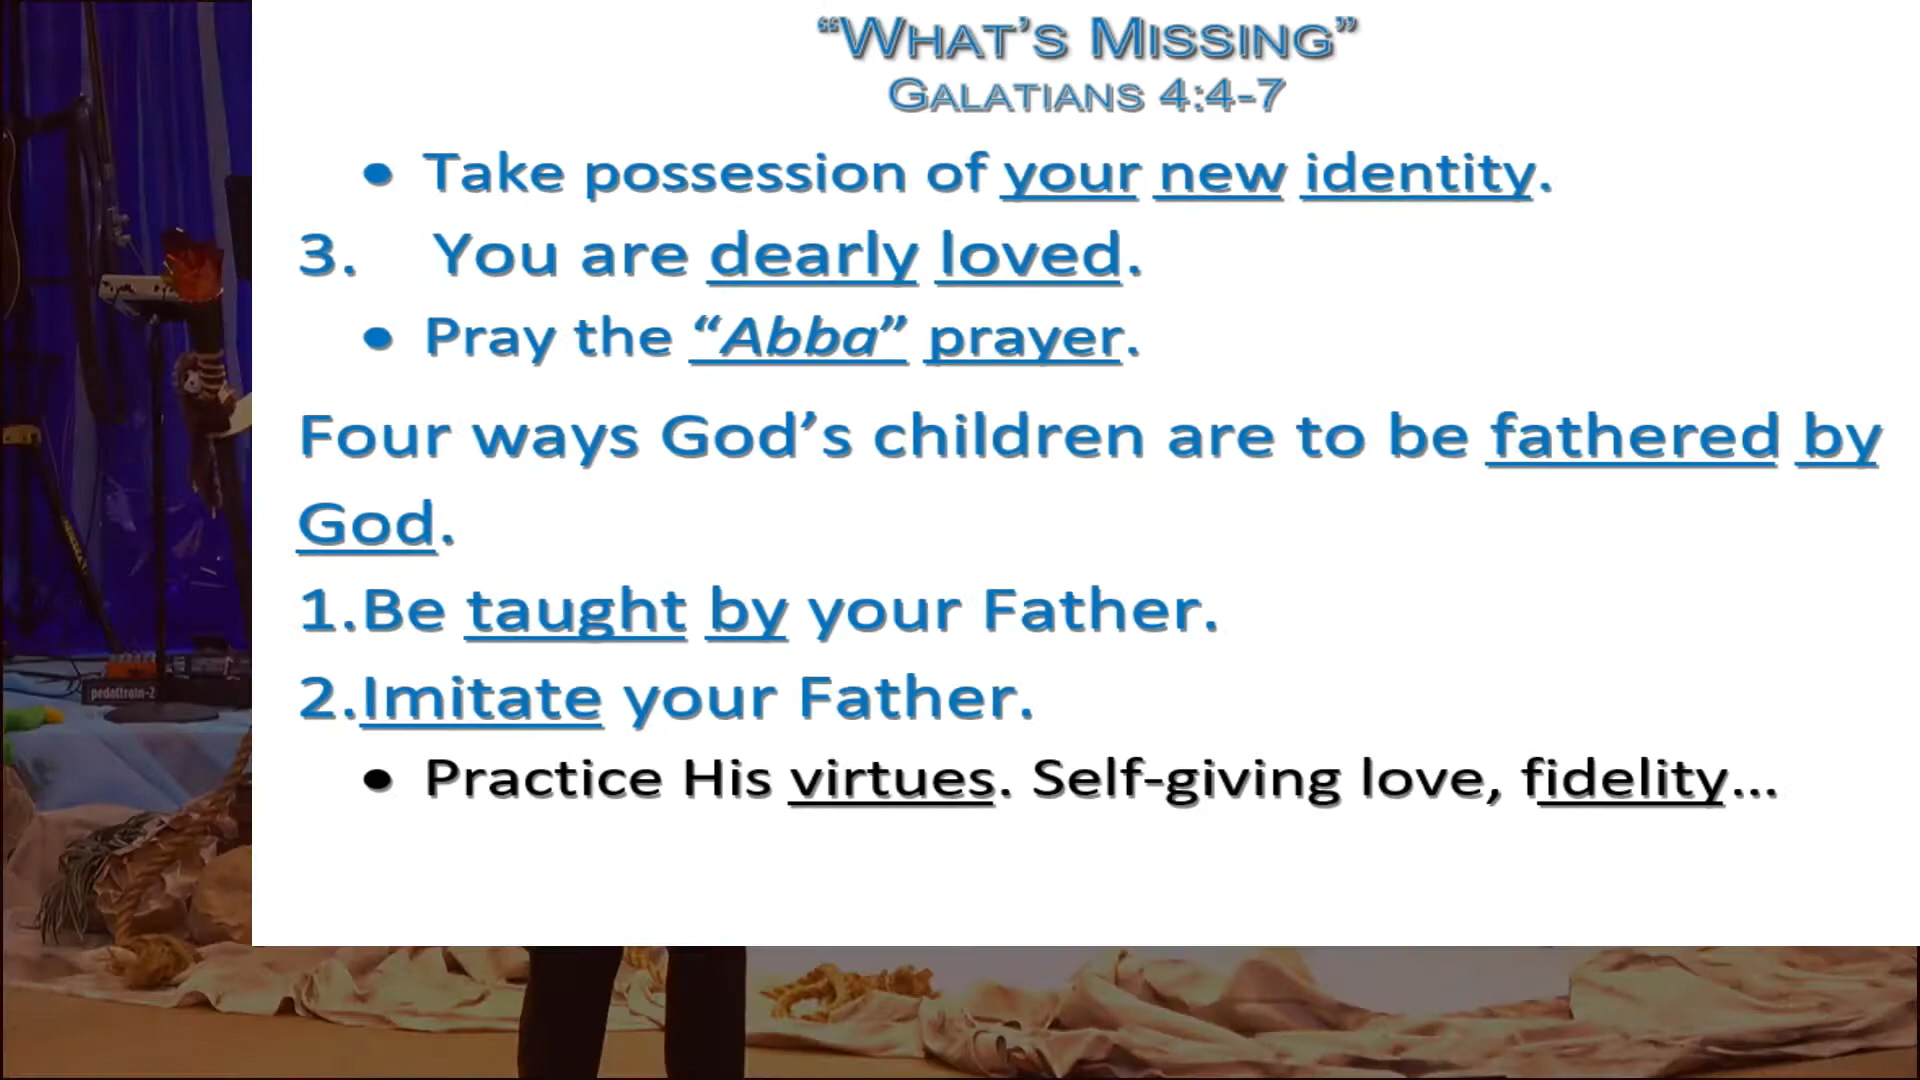 “What’s Missing”
Galatians 4:4-7
• Take possession of your new identity.
3. You are dearly loved.
• Pray the “Abba” prayer.
Four ways God’s children are to be fathered by
God.
1.Be taught by your Father.
2.Imitate your Father.
• Practice His virtues. Self-giving love, fidelity...
pedaltrain-2